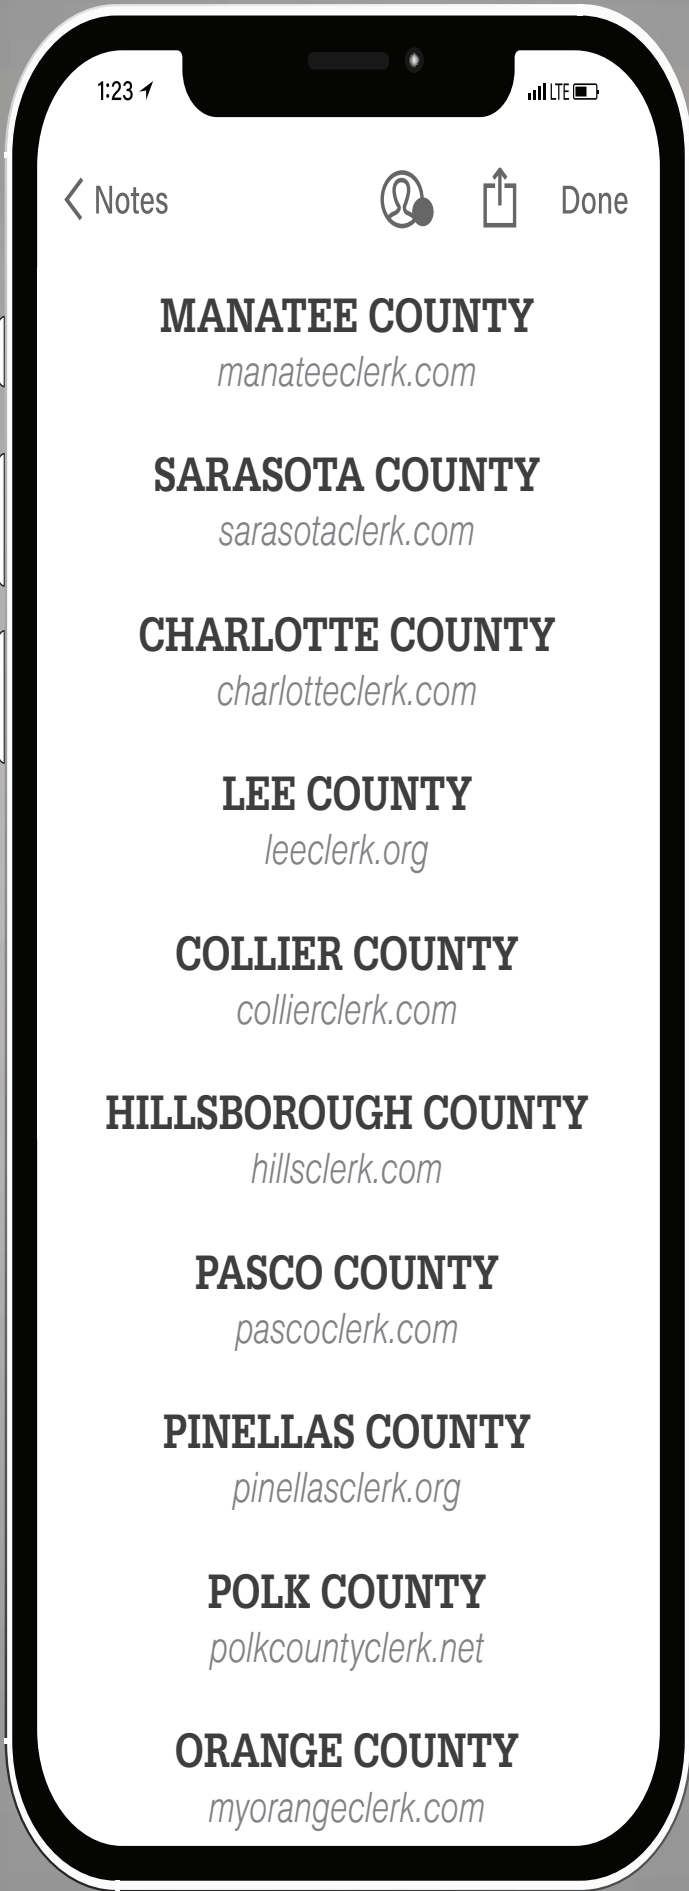 1:23
LTE
Notes
Done
MANATEE COUNTY
manateeclerk.com
SARASOTA COUNTY
sarasotaclerk.com
CHARLOTTE COUNTY
charlotteclerk.com
LEE COUNTY
leeclerk.org
COLLIER COUNTY
collierclerk.com
HILLSBOROUGH COUNTY
hillsclerk.com
PASCO COUNTY
pascoclerk.com
PINELLAS COUNTY
pinellasclerk.org
POLK COUNTY
polkcountyclerk.net
ORANGE COUNTY
myorangeclerk.com